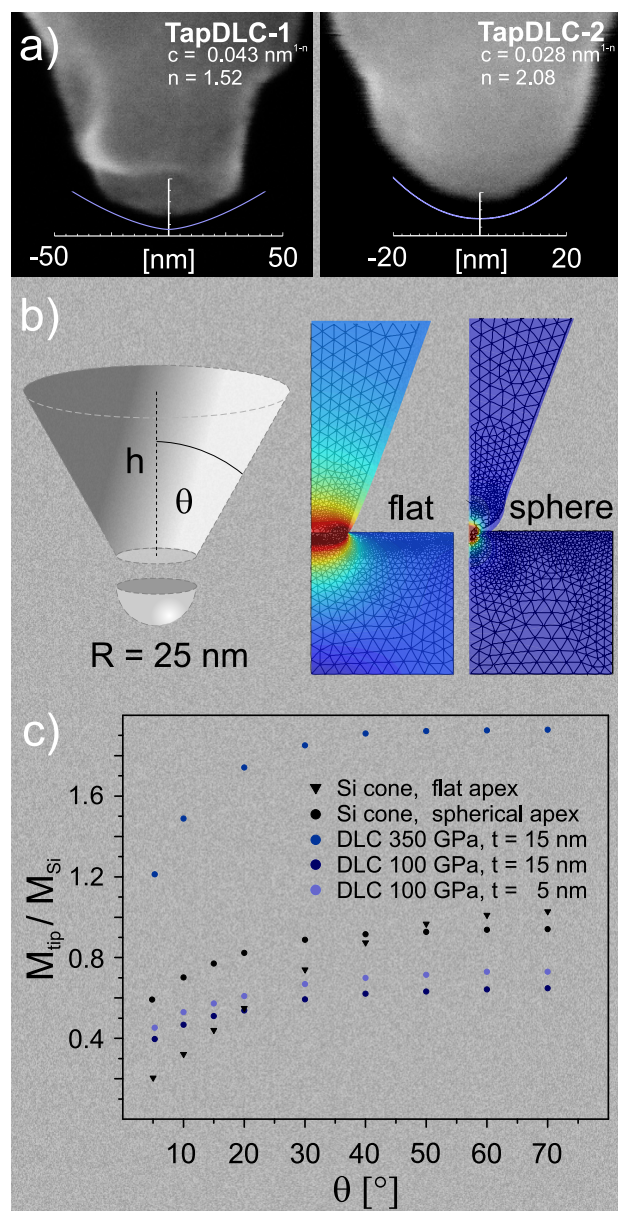 a)
TapDLC-1
c = 0.043 nm¹⁻ⁿ
n = 1.52
-50 [nm] 50
TapDLC-2
c = 0.028 nm¹⁻ⁿ
n = 2.08
-20 [nm] 20
b)
h
θ
R = 25 nm
flat
sphere
c)
Si cone, flat apex
Si cone, spherical apex
DLC 350 GPa, t = 15 nm
DLC 100 GPa, t = 15 nm
DLC 100 GPa, t = 5 nm
M_tip / M_Si
1.6
1.2
0.8
0.4
10 20 30 40 50 60 70
θ [°]